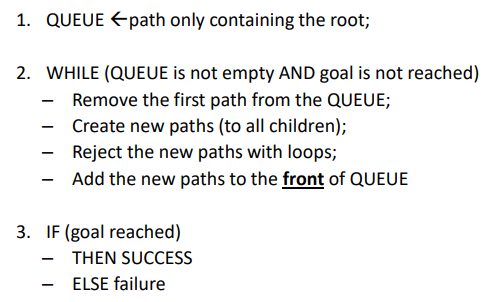 1. QUEUE ←path only containing the root;
2. WHILE (QUEUE is not empty AND goal is not reached)
– Remove the first path from the QUEUE;
– Create new paths (to all children);
– Reject the new paths with loops;
– Add the new paths to the front of QUEUE
3. IF (goal reached)
– THEN SUCCESS
– ELSE failure